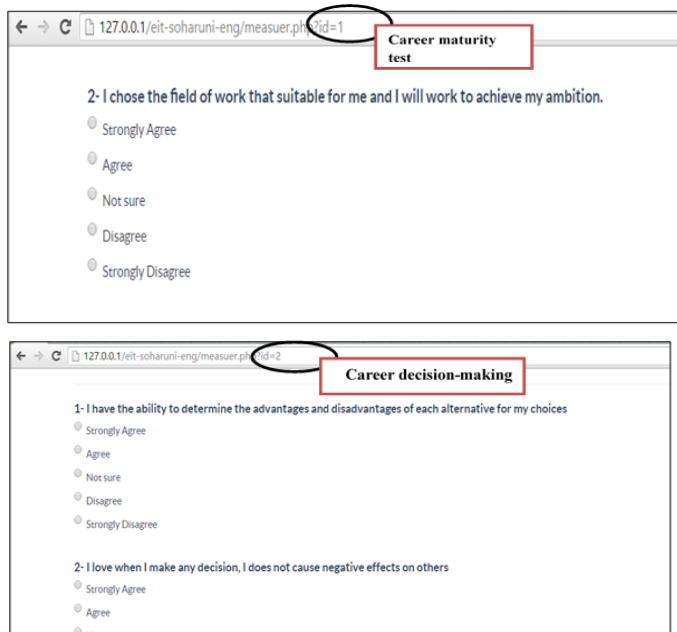 127.0.0.1/eit-soharuni-eng/measuer.php?id=1
Career maturity
test
2- I chose the field of work that suitable for me and I will work to achieve my ambition.
Strongly Agree
Agree
Not sure
Disagree
Strongly Disagree
127.0.0.1/eit-soharuni-eng/measuer.php?id=2
Career decision-making
1- I have the ability to determine the advantages and disadvantages of each alternative for my choices
Strongly Agree
Agree
Not sure
Disagree
Strongly Disagree
2- I love when I make any decision, I does not cause negative effects on others
Strongly Agree
Agree